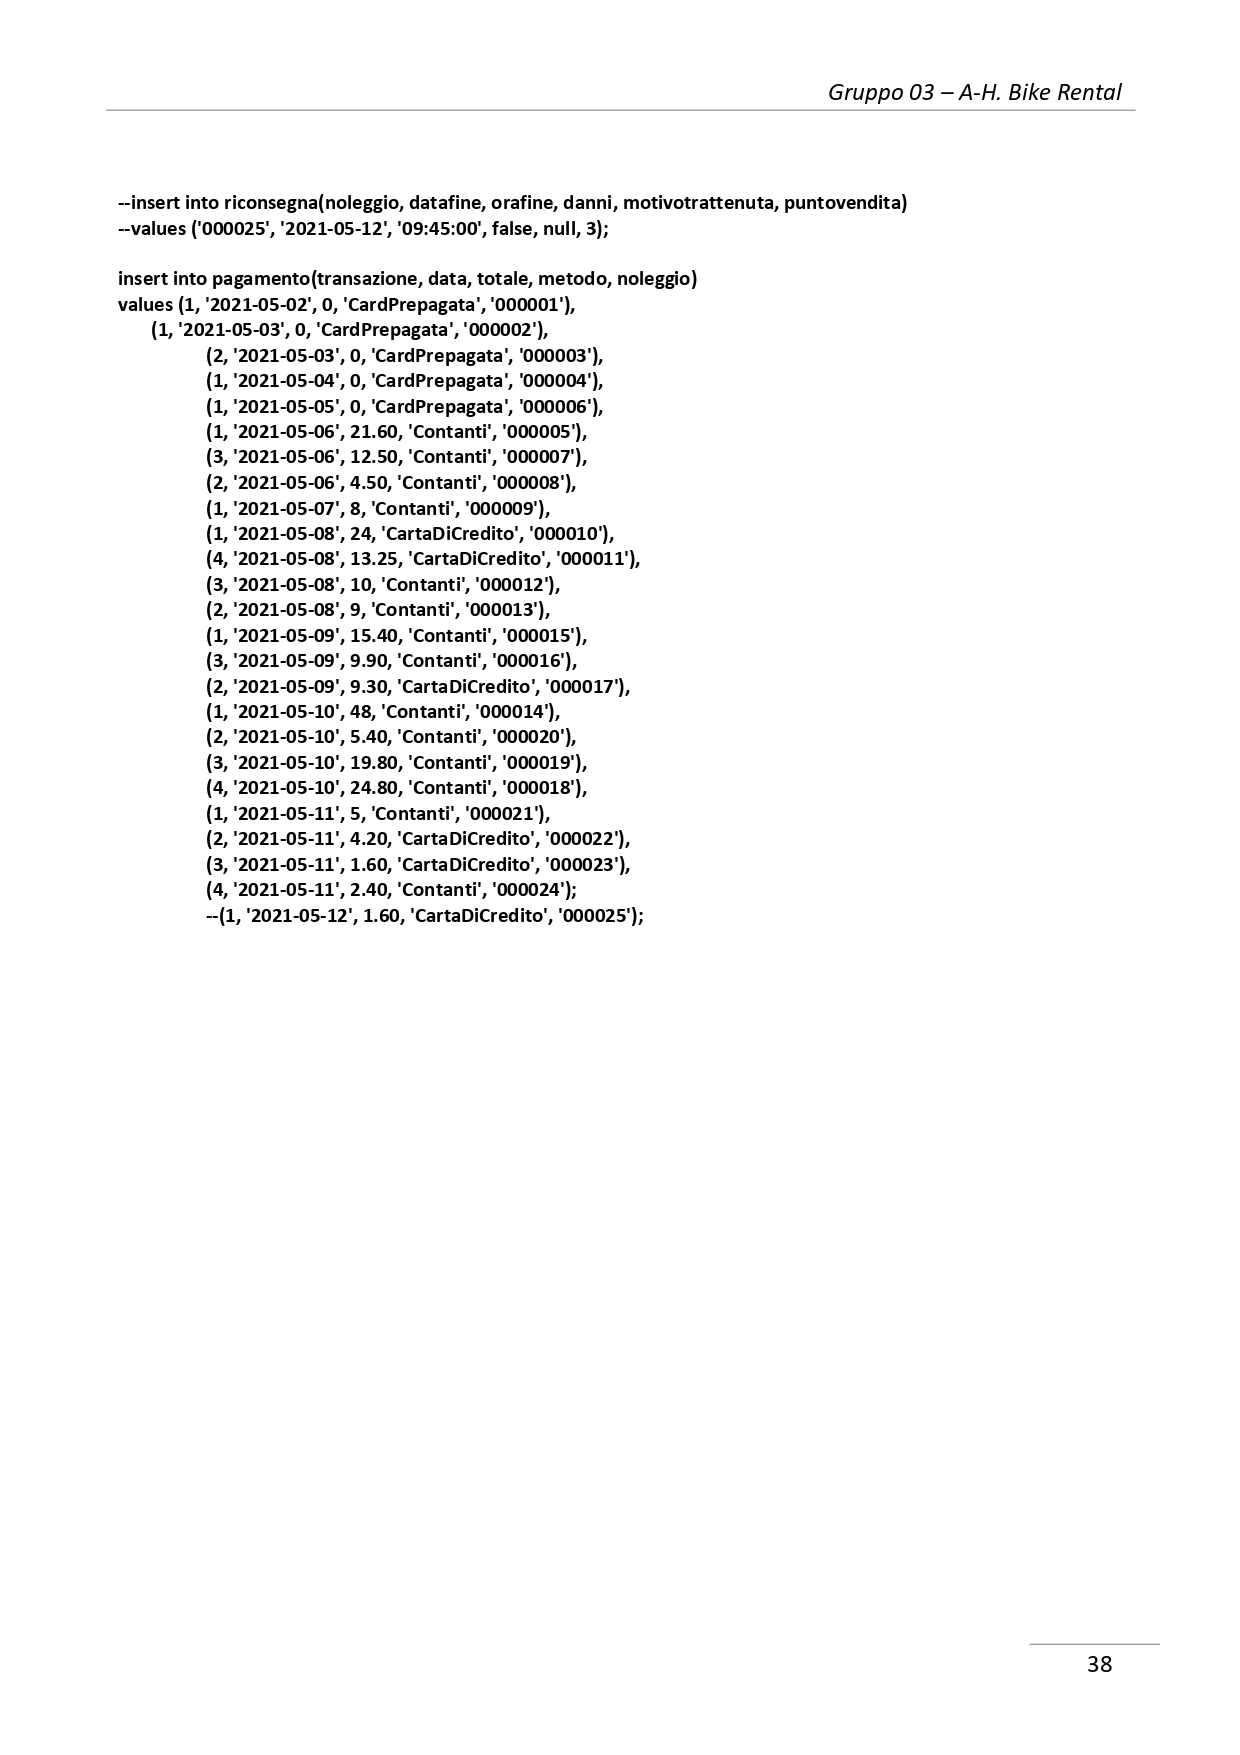 Gruppo 03 – A-H. Bike Rental
--insert into riconsegna(noleggio, datafine, orafine, danni, motivotrattenuta, puntovendita)
--values ('000025', '2021-05-12', '09:45:00', false, null, 3);
insert into pagamento(transazione, data, totale, metodo, noleggio)
values (1, '2021-05-02', 0, 'CardPrepagata', '000001'),
(1, '2021-05-03', 0, 'CardPrepagata', '000002'),
(2, '2021-05-03', 0, 'CardPrepagata', '000003'),
(1, '2021-05-04', 0, 'CardPrepagata', '000004'),
(1, '2021-05-05', 0, 'CardPrepagata', '000006'),
(1, '2021-05-06', 21.60, 'Contanti', '000005'),
(3, '2021-05-06', 12.50, 'Contanti', '000007'),
(2, '2021-05-06', 4.50, 'Contanti', '000008'),
(1, '2021-05-07', 8, 'Contanti', '000009'),
(1, '2021-05-08', 24, 'CartaDiCredito', '000010'),
(4, '2021-05-08', 13.25, 'CartaDiCredito', '000011'),
(3, '2021-05-08', 10, 'Contanti', '000012'),
(2, '2021-05-08', 9, 'Contanti', '000013'),
(1, '2021-05-09', 15.40, 'Contanti', '000015'),
(3, '2021-05-09', 9.90, 'Contanti', '000016'),
(2, '2021-05-09', 9.30, 'CartaDiCredito', '000017'),
(1, '2021-05-10', 48, 'Contanti', '000014'),
(2, '2021-05-10', 5.40, 'Contanti', '000020'),
(3, '2021-05-10', 19.80, 'Contanti', '000019'),
(4, '2021-05-10', 24.80, 'Contanti', '000018'),
(1, '2021-05-11', 5, 'Contanti', '000021'),
(2, '2021-05-11', 4.20, 'CartaDiCredito', '000022'),
(3, '2021-05-11', 1.60, 'CartaDiCredito', '000023'),
(4, '2021-05-11', 2.40, 'Contanti', '000024');
--(1, '2021-05-12', 1.60, 'CartaDiCredito', '000025');
38